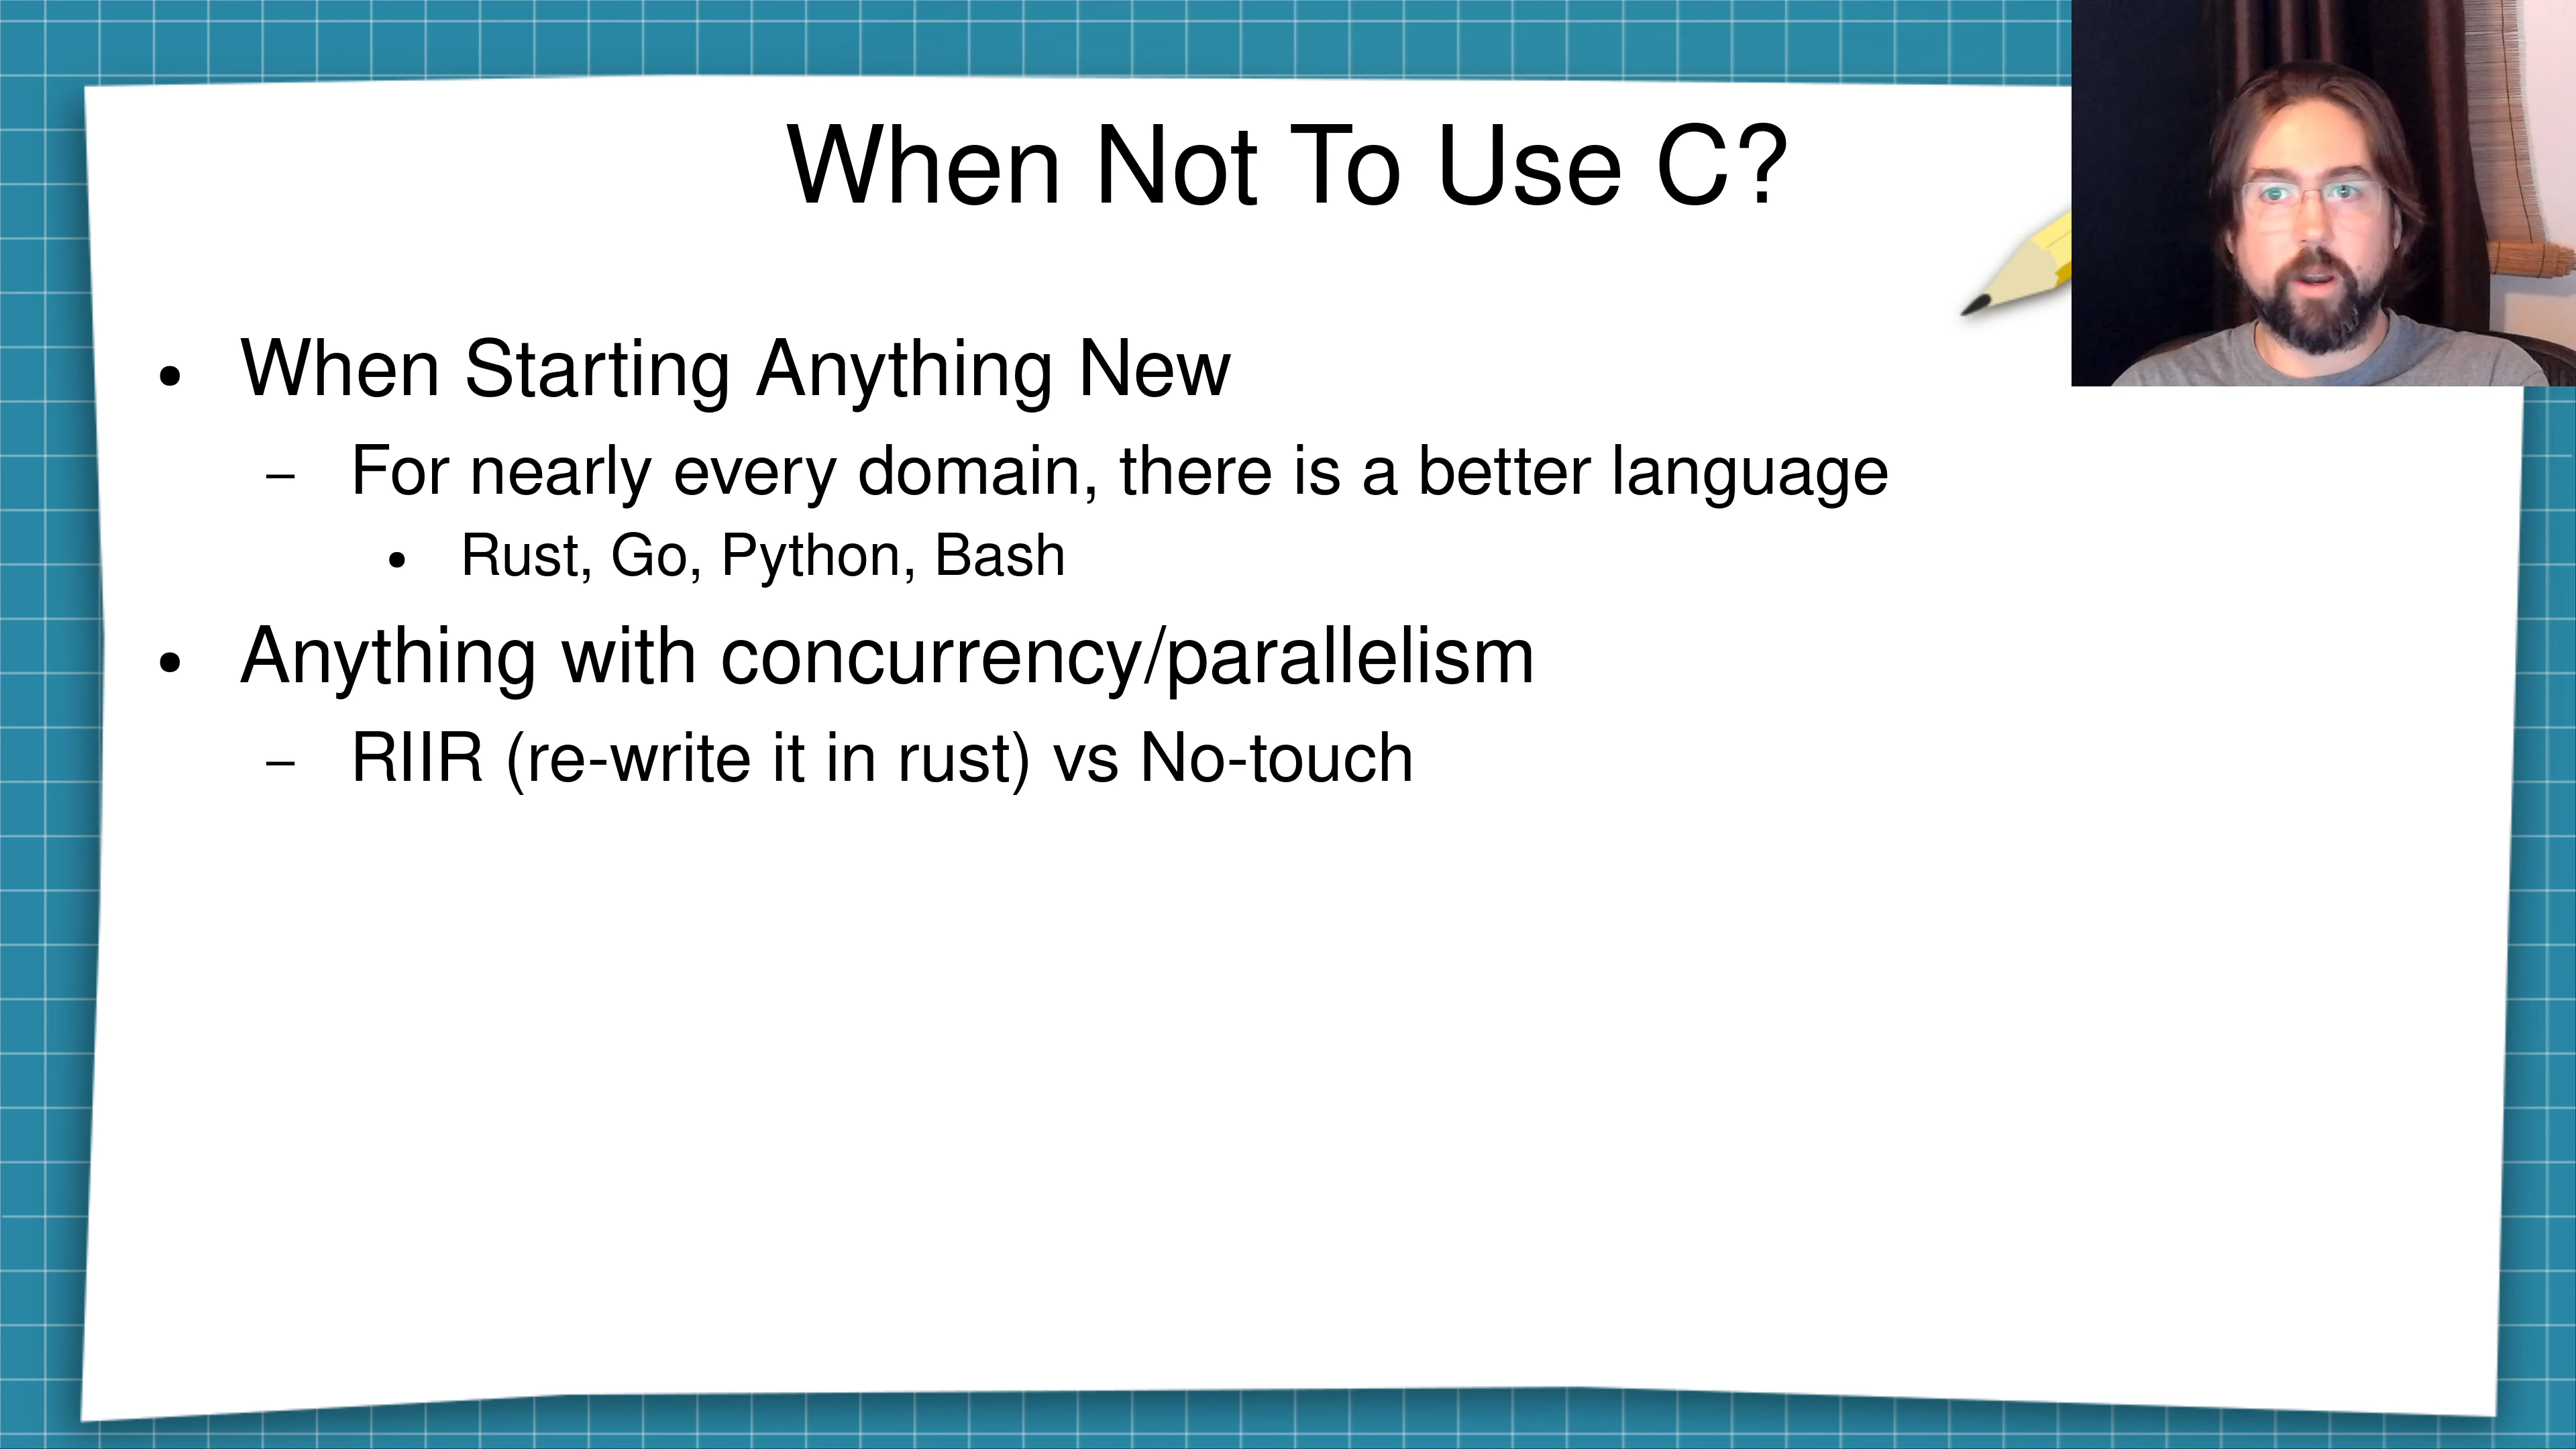 When Not To Use C?
• When Starting Anything New
– For nearly every domain, there is a better language
• Rust, Go, Python, Bash
• Anything with concurrency/parallelism
– RIIR (re-write it in rust) vs No-touch